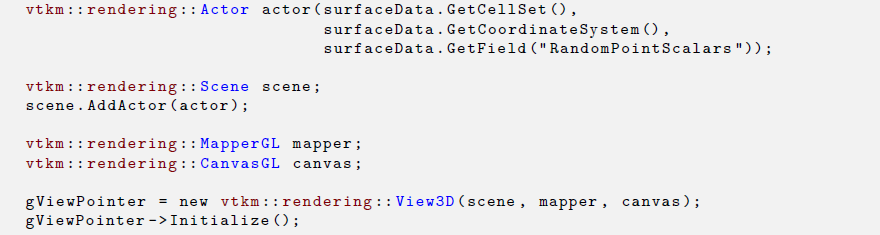 vtkm::rendering::Actor actor(surfaceData.GetCellSet(),
surfaceData.GetCoordinateSystem(),
surfaceData.GetField("RandomPointScalars"));
vtkm::rendering::Scene scene;
scene.AddActor(actor);
vtkm::rendering::MapperGL mapper;
vtkm::rendering::CanvasGL canvas;
gViewPointer = new vtkm::rendering::View3D(scene, mapper, canvas);
gViewPointer->Initialize();